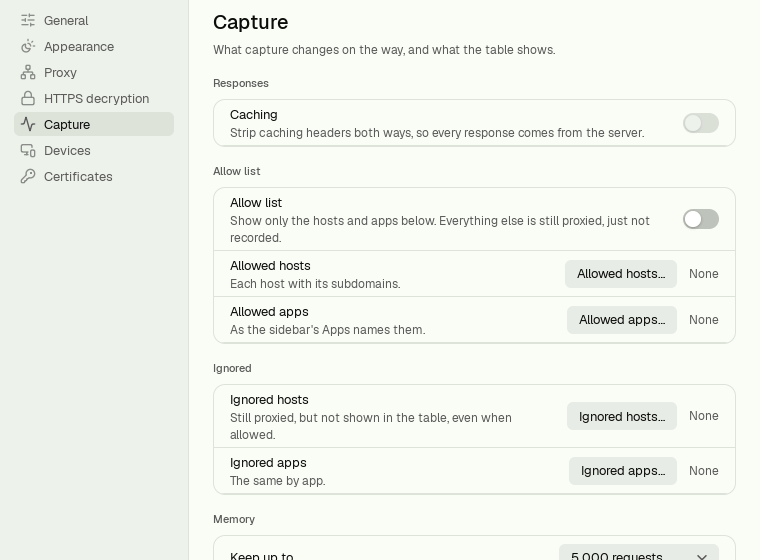 General
Appearance
Proxy
HTTPS decryption
Capture
Devices
Certificates
Capture
What capture changes on the way, and what the table shows.
Responses
Caching
Strip caching headers both ways, so every response comes from the server.
Allow list
Allow list
Show only the hosts and apps below. Everything else is still proxied, just not
recorded.
Allowed hosts
Each host with its subdomains.
Allowed hosts... None
Allowed apps
As the sidebar's Apps names them.
Allowed apps... None
Ignored
Ignored hosts
Still proxied, but not shown in the table, even when
allowed.
Ignored hosts... None
Ignored apps
The same by app.
Ignored apps... None
Memory
Keep up to 5,000 requests